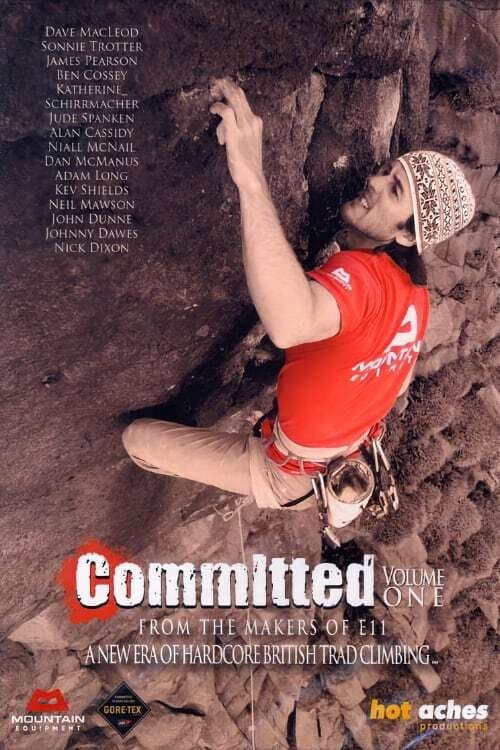 DAVE MACLEOD
SONNIE TROTTER
JAMES PEARSON
BEN COSSEY
KATHERINE_
SCHIRRMACHER
JUDE SPANKEN
ALAN CASSIDY
NIALL MCNAIL
DAN MCMANUS
ADAM LONG
KEV SHIELDS
NEIL MAWSON
JOHN DUNNE
JOHNNY DAWES
NICK DIXON
CommItted
VOLUME
ONE
FROM THE MAKERS OF E11
A NEW ERA OF HARDCORE BRITISH TRAD CLIMBING...
MOUNTAIN
EQUIPMENT
GORE-TEX
hot aches
productions